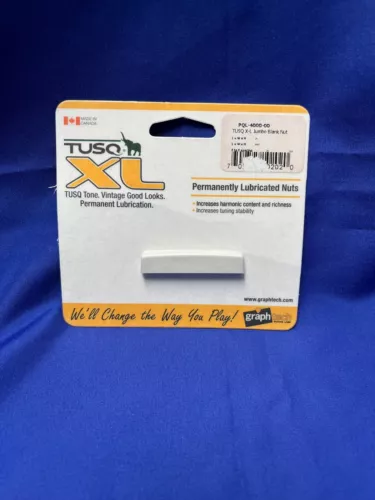 MADE IN
CANADA
TUSQ
XL
TUSQ Tone, Vintage Good Looks.
Permanent Lubrication.
PQL-4000-00
TUSQ X-L Jumbo Blank Nut
Permanently Lubricated Nuts
• Increases harmonic content and richness
• Increases tuning stability
www.graphtech.com
We'll Change the Way You Play!
graph tech